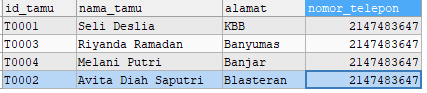 id_tamu nama_tamu alamat nomor_telepon
T0001 Seli Deslia KBB 2147483647
T0003 Riyanda Ramadan Banyumas 2147483647
T0004 Melani Putri Banjar 2147483647
T0002 Avita Diah Saputri Blasteran 2147483647